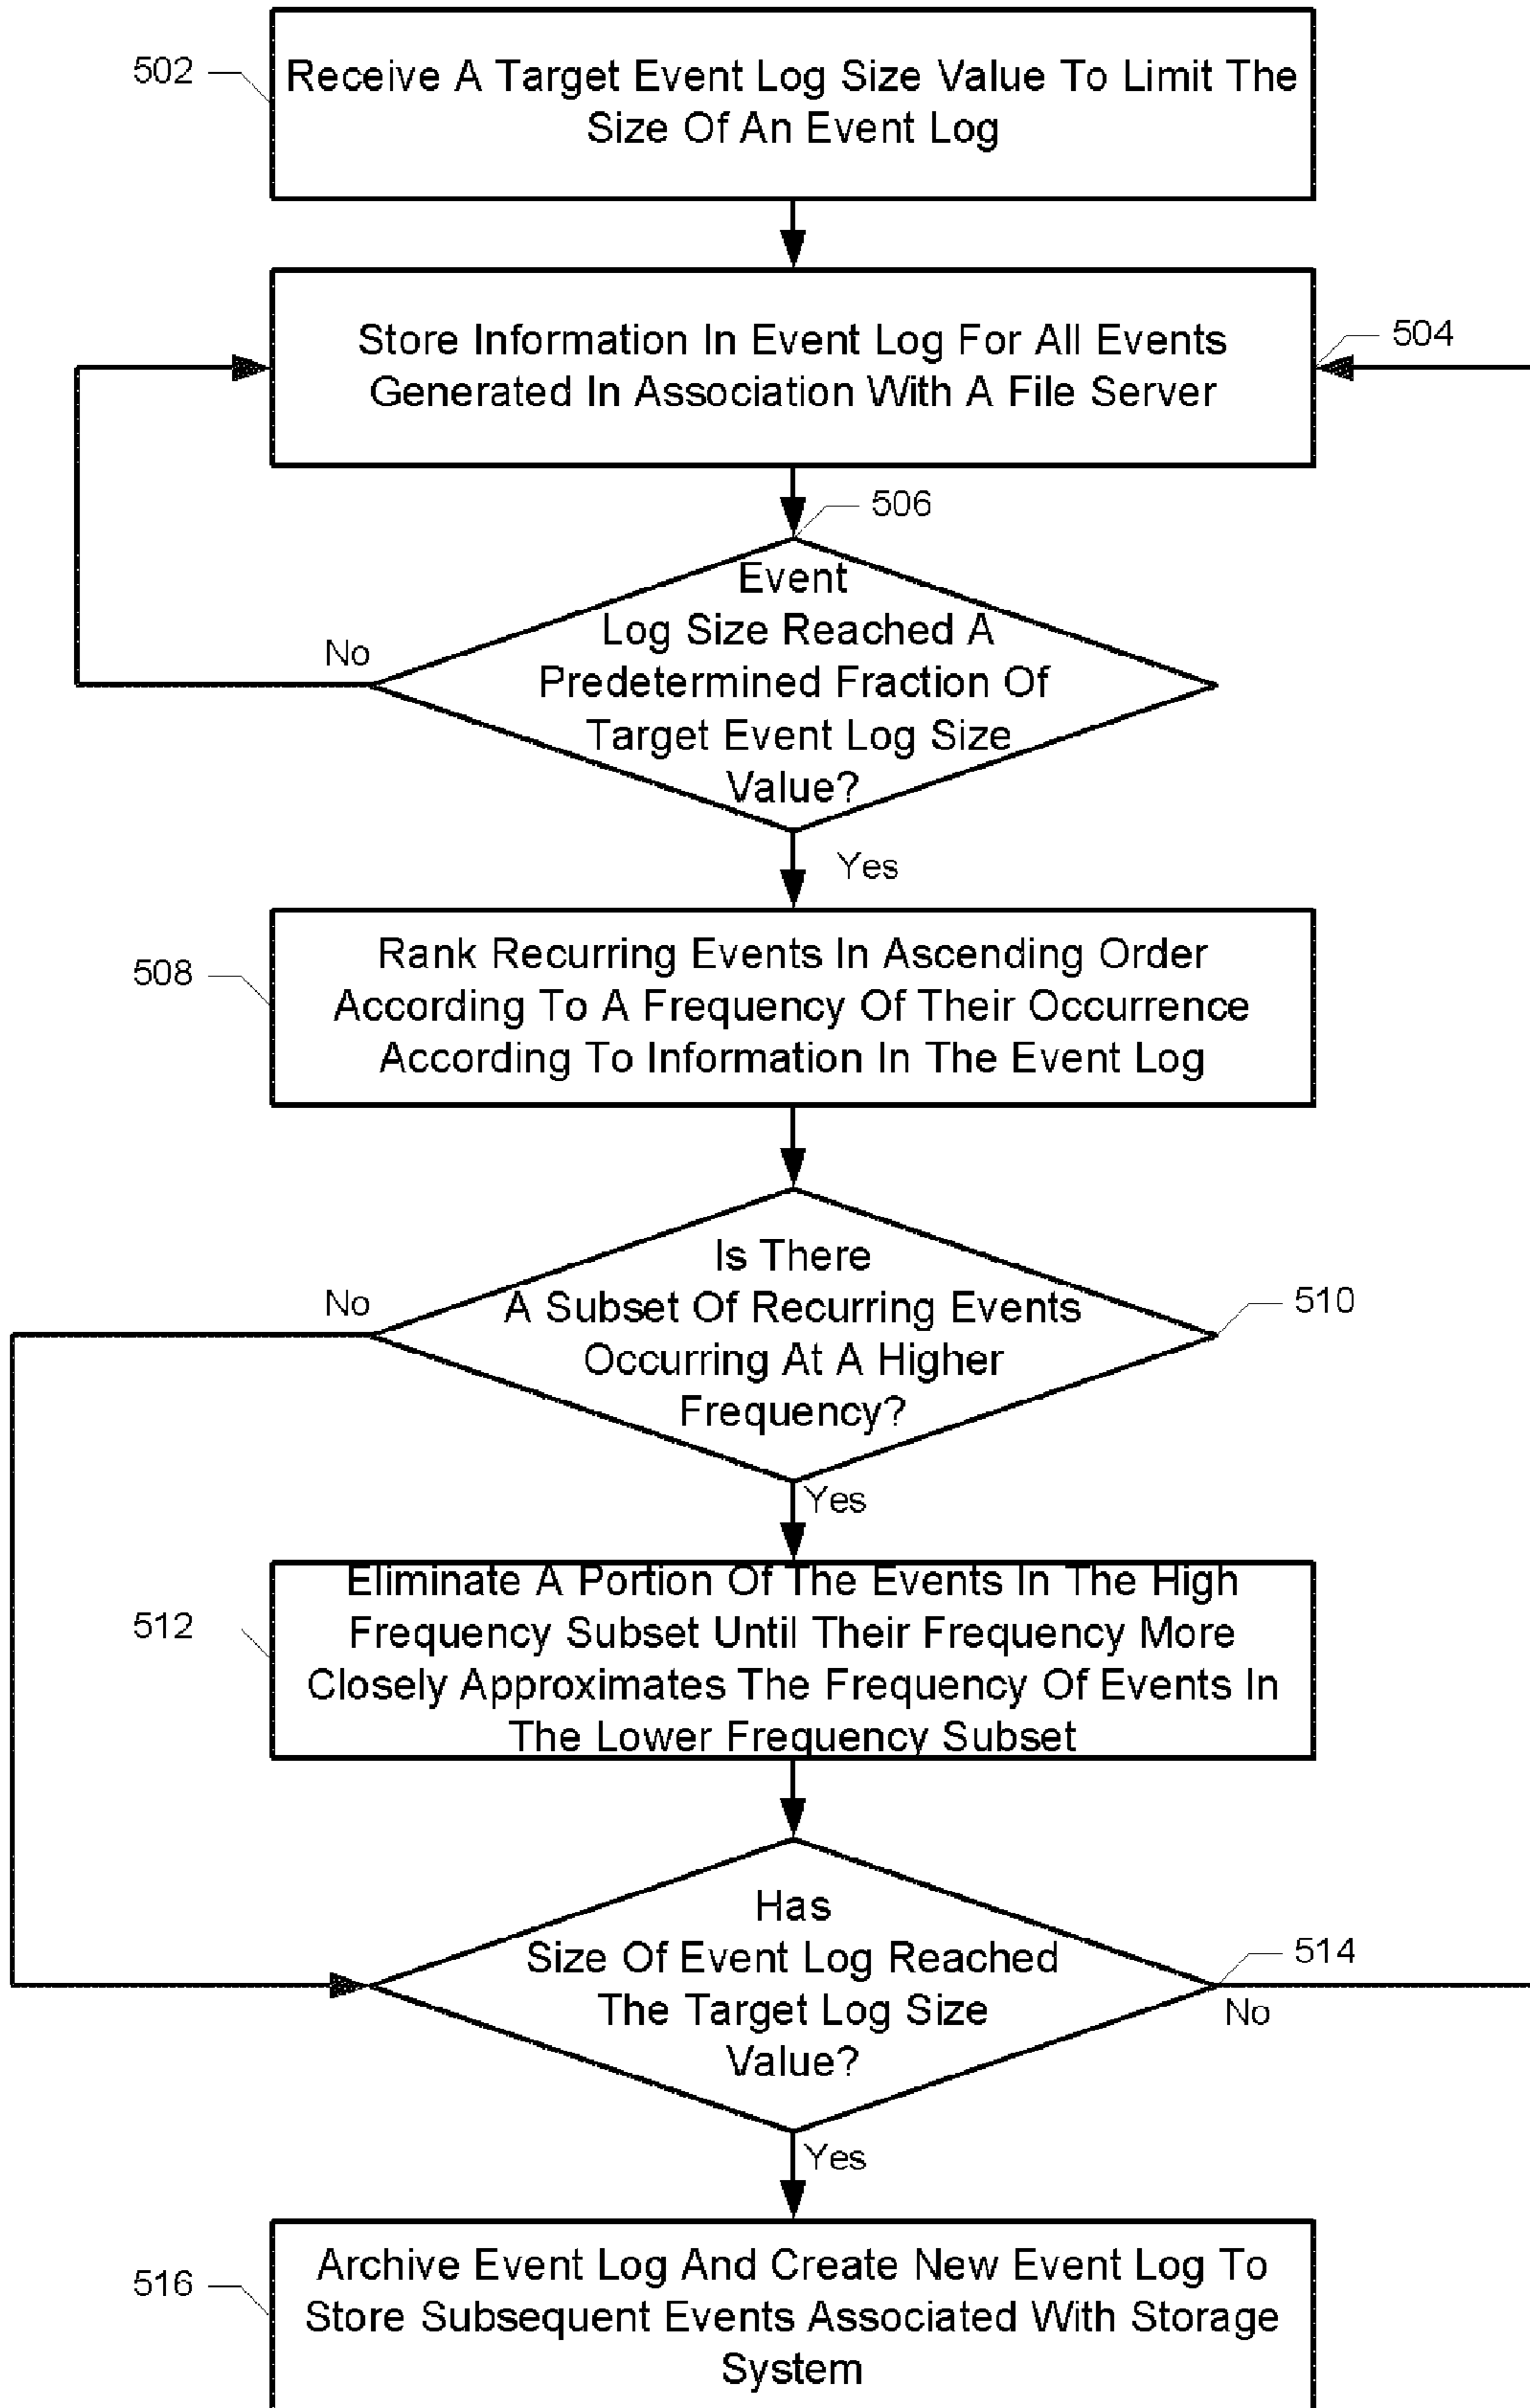 502
Receive A Target Event Log Size Value To Limit The
Size Of An Event Log
Store Information In Event Log For All Events
Generated In Association With A File Server
504
506
Event
Log Size Reached A
Predetermined Fraction Of
Target Event Log Size
Value?
No
Yes
508
Rank Recurring Events In Ascending Order
According To A Frequency Of Their Occurrence
According To Information In The Event Log
Is There
A Subset Of Recurring Events
Occurring At A Higher
Frequency?
510
No
Yes
512
Eliminate A Portion Of The Events In The High
Frequency Subset Until Their Frequency More
Closely Approximates The Frequency Of Events In
The Lower Frequency Subset
Has
Size Of Event Log Reached
The Target Log Size
Value?
514
No
Yes
516
Archive Event Log And Create New Event Log To
Store Subsequent Events Associated With Storage
System